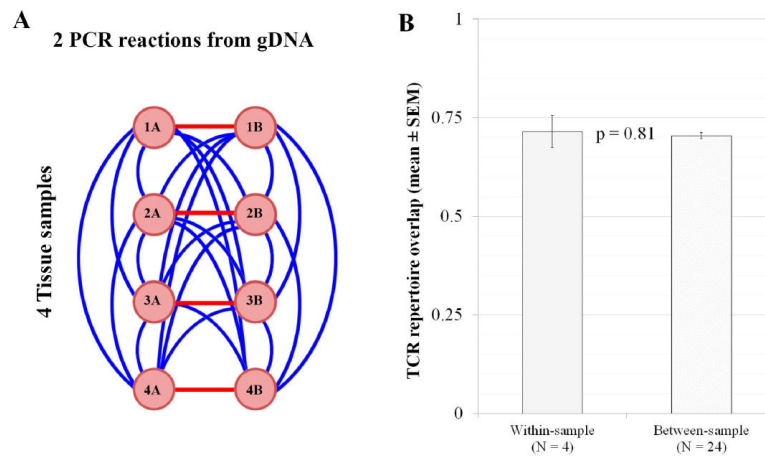 A
2 PCR reactions from gDNA
4 Tissue samples
1A
1B
2A
2B
3A
3B
4A
4B
B
TCR repertoire overlap (mean ± SEM)
1
0.75
0.5
0.25
0
p = 0.81
Within-sample
(N = 4)
Between-sample
(N = 24)